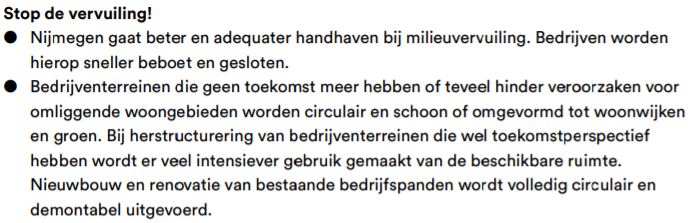 Stop de vervuiling!
● Nijmegen gaat beter en adequater handhaven bij milieuvervuiling. Bedrijven worden
hierop sneller beboet en gesloten.
● Bedrijventerreinen die geen toekomst meer hebben of teveel hinder veroorzaken voor
omliggende woongebieden worden circulair en schoon of omgevormd tot woonwijken
en groen. Bij herstructurering van bedrijventerreinen die wel toekomstperspectief
hebben wordt er veel intensiever gebruik gemaakt van de beschikbare ruimte.
Nieuwbouw en renovatie van bestaande bedrijfspanden wordt volledig circulair en
demontabel uitgevoerd.